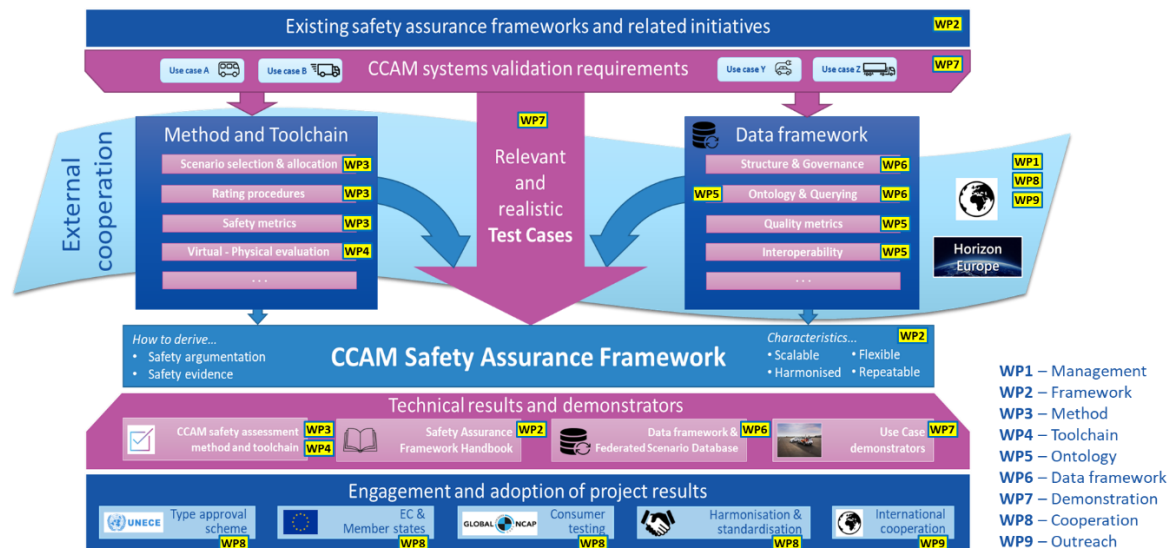 Existing safety assurance frameworks and related initiatives
WP2
Use case A
Use case B
CCAM systems validation requirements
Use case Y
Use case Z
WP7
External
cooperation
Method and Toolchain
Scenario selection & allocation
WP3
Rating procedures
WP3
Safety metrics
WP3
Virtual - Physical evaluation
WP4
...
WP7
Relevant
and
realistic
Test Cases
Data framework
Structure & Governance
WP6
WP5
Ontology & Querying
WP6
Quality metrics
WP5
Interoperability
WP5
...
WP1
WP8
WP9
Horizon
Europe
How to derive...
• Safety argumentation
• Safety evidence
CCAM Safety Assurance Framework
Characteristics...
WP2
• Scalable • Flexible
• Harmonised • Repeatable
Technical results and demonstrators
CCAM safety assessment
method and toolchain
WP3
WP4
Safety Assurance
Framework Handbook
WP2
Data framework &
Federated Scenario Database
WP6
Use Case
demonstrators
WP7
Engagement and adoption of project results
UNECE
Type approval
scheme
WP8
EC &
Member states
WP8
GLOBAL NCAP
Consumer
testing
WP8
Harmonisation &
standardisation
WP8
International
cooperation
WP9
WP1 – Management
WP2 – Framework
WP3 – Method
WP4 – Toolchain
WP5 – Ontology
WP6 – Data framework
WP7 – Demonstration
WP8 – Cooperation
WP9 – Outreach